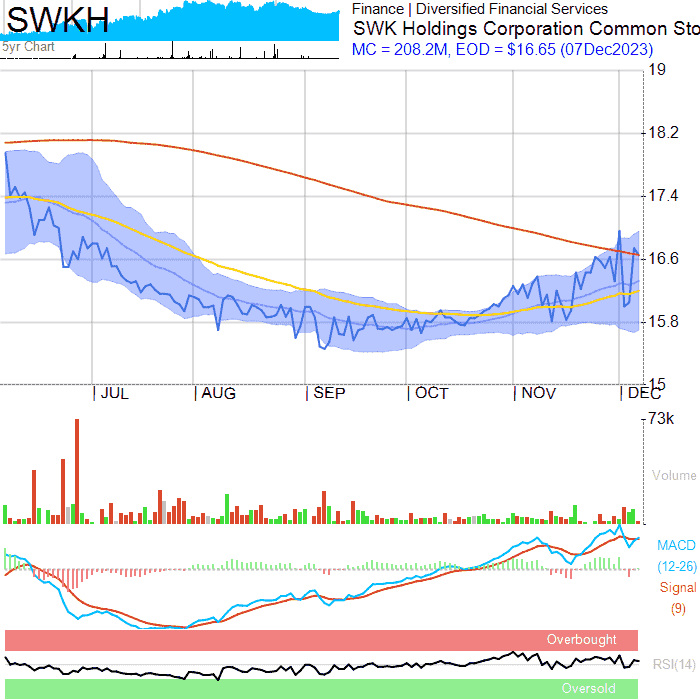 SWKH
5yr Chart
Finance | Diversified Financial Services
SWK Holdings Corporation Common Sto
MC = 208.2M, EOD = $16.65 (07Dec2023)
19
18.2
17.4
16.6
15.8
15
JUL AUG SEP OCT NOV DEC
73k
Volume
MACD
(12-26)
Signal
(9)
Overbought
RSI(14)
Oversold